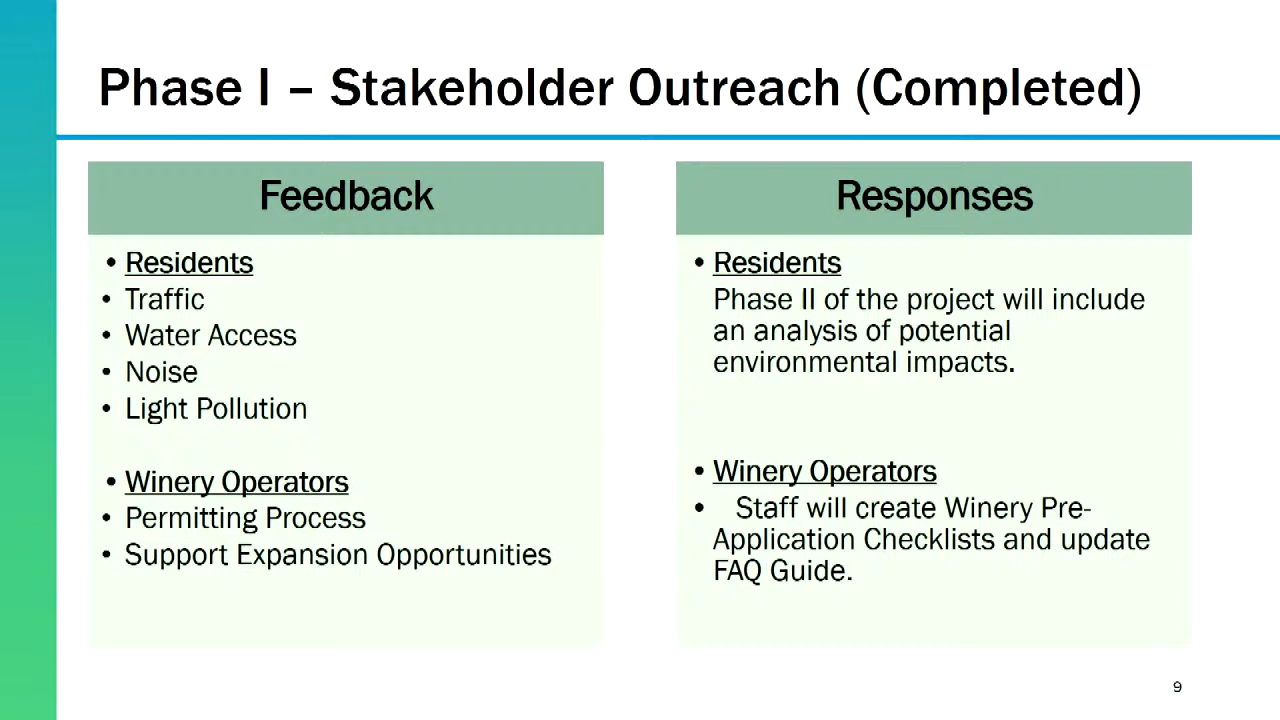 Phase I – Stakeholder Outreach (Completed)
Feedback
• Residents
• Traffic
• Water Access
• Noise
• Light Pollution
• Winery Operators
• Permitting Process
• Support Expansion Opportunities
Responses
• Residents
Phase II of the project will include
an analysis of potential
environmental impacts.
• Winery Operators
• Staff will create Winery Pre-
Application Checklists and update
FAQ Guide.
9